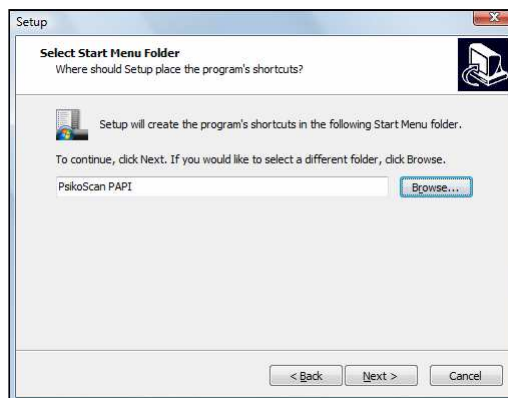 Setup
Select Start Menu Folder
Where should Setup place the program's shortcuts?
Setup will create the program's shortcuts in the following Start Menu folder.
To continue, click Next. If you would like to select a different folder, click Browse.
PsikoScan PAPI
Browse...
< Back
Next >
Cancel